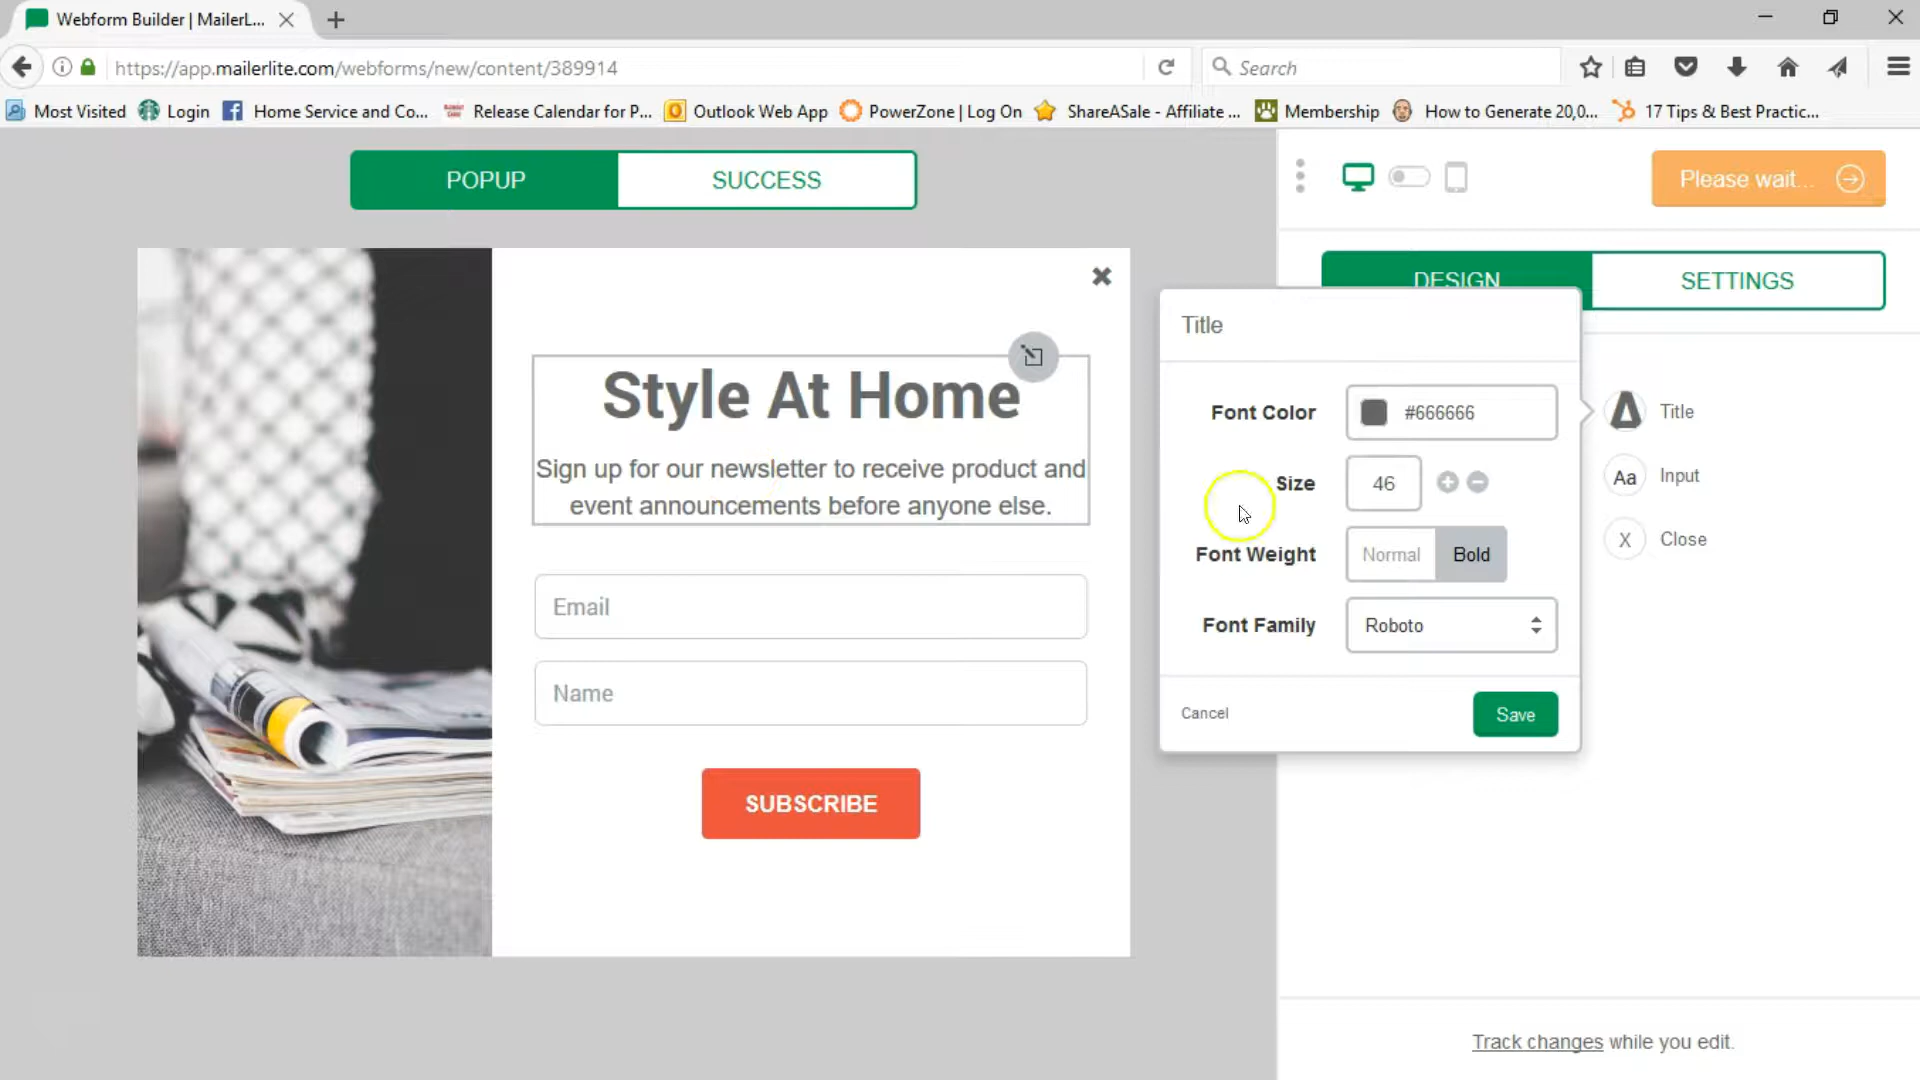 Webform Builder | MailerL...
https://app.mailerlite.com/webforms/new/content/389914
Search
Most Visited
Login
Home Service and Co...
Release Calendar for P...
Outlook Web App
PowerZone | Log On
ShareASale - Affiliate ...
Membership
How to Generate 20,0...
17 Tips & Best Practic...
POPUP
SUCCESS
Please wait...
DESIGN
SETTINGS
Style At Home
Sign up for our newsletter to receive product and
event announcements before anyone else.
Email
Name
SUBSCRIBE
Title
Font Color
#666666
Size
46
Font Weight
Normal
Bold
Font Family
Roboto
Cancel
Save
Title
Aa
Input
X
Close
Track changes while you edit.